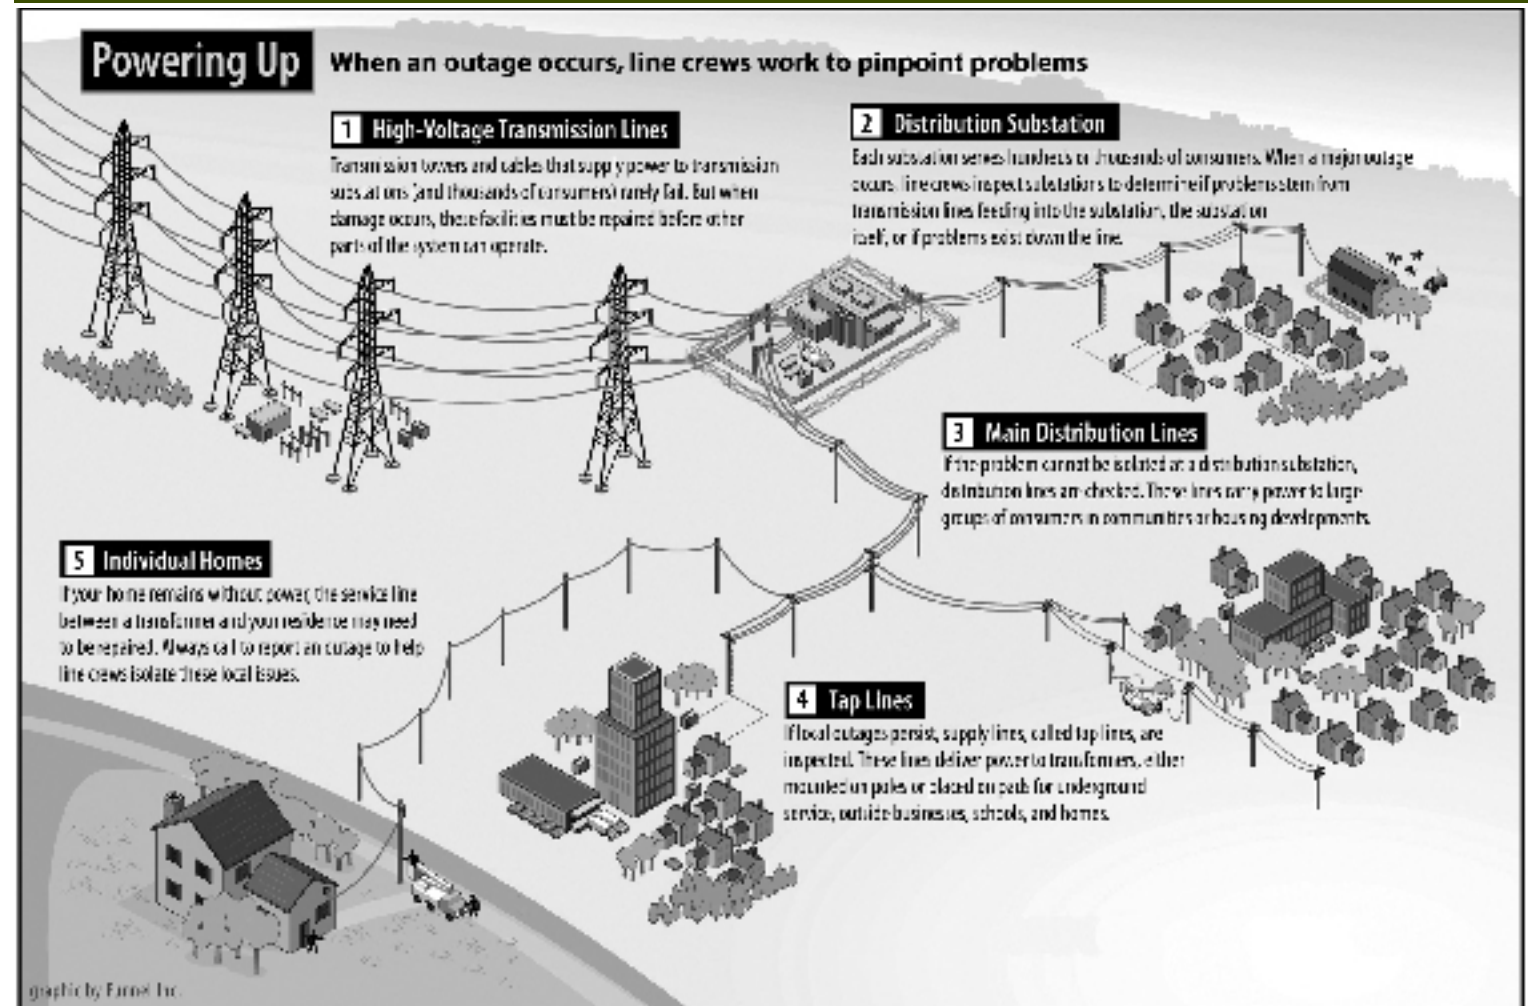 Powering Up
When an outage occurs, line crews work to pinpoint problems
1 High-Voltage Transmission Lines
Transmission towers and cables that supply power to transmission
substations (and thousands of consumers) rarely fail. But when
damage occurs, these facilities must be repaired before other
parts of the system can operate.
2 Distribution Substation
Each substation serves hundreds or thousands of consumers. When a major outage
occurs, line crews inspect substations to determine if problems stem from
transmission lines feeding into the substation, the substation
itself, or if problems exist down the line.
3 Main Distribution Lines
If the problem cannot be isolated at a distribution substation,
distribution lines are checked. These lines carry power to large
groups of consumers in communities or housing developments.
4 Tap Lines
If local outages persist, supply lines, called tap lines, are
inspected. These lines deliver power to transformers, either
mounted on poles or placed on pads for underground
service, outside businesses, schools, and homes.
5 Individual Homes
If your home remains without power, the service line
between a transformer and your residence may need
to be repaired. Always call to report an outage to help
line crews isolate these local issues.
graphic by Funnel Inc.